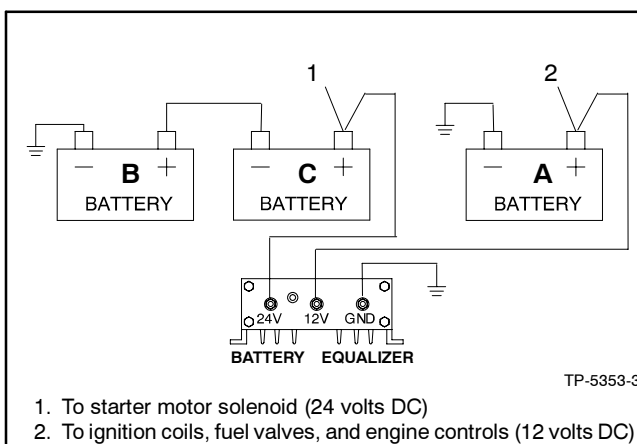 1 2
− + − + − +
B C A
BATTERY BATTERY BATTERY
24V 12V GND
BATTERY EQUALIZER
TP-5353-3
1. To starter motor solenoid (24 volts DC)
2. To ignition coils, fuel valves, and engine controls (12 volts DC)